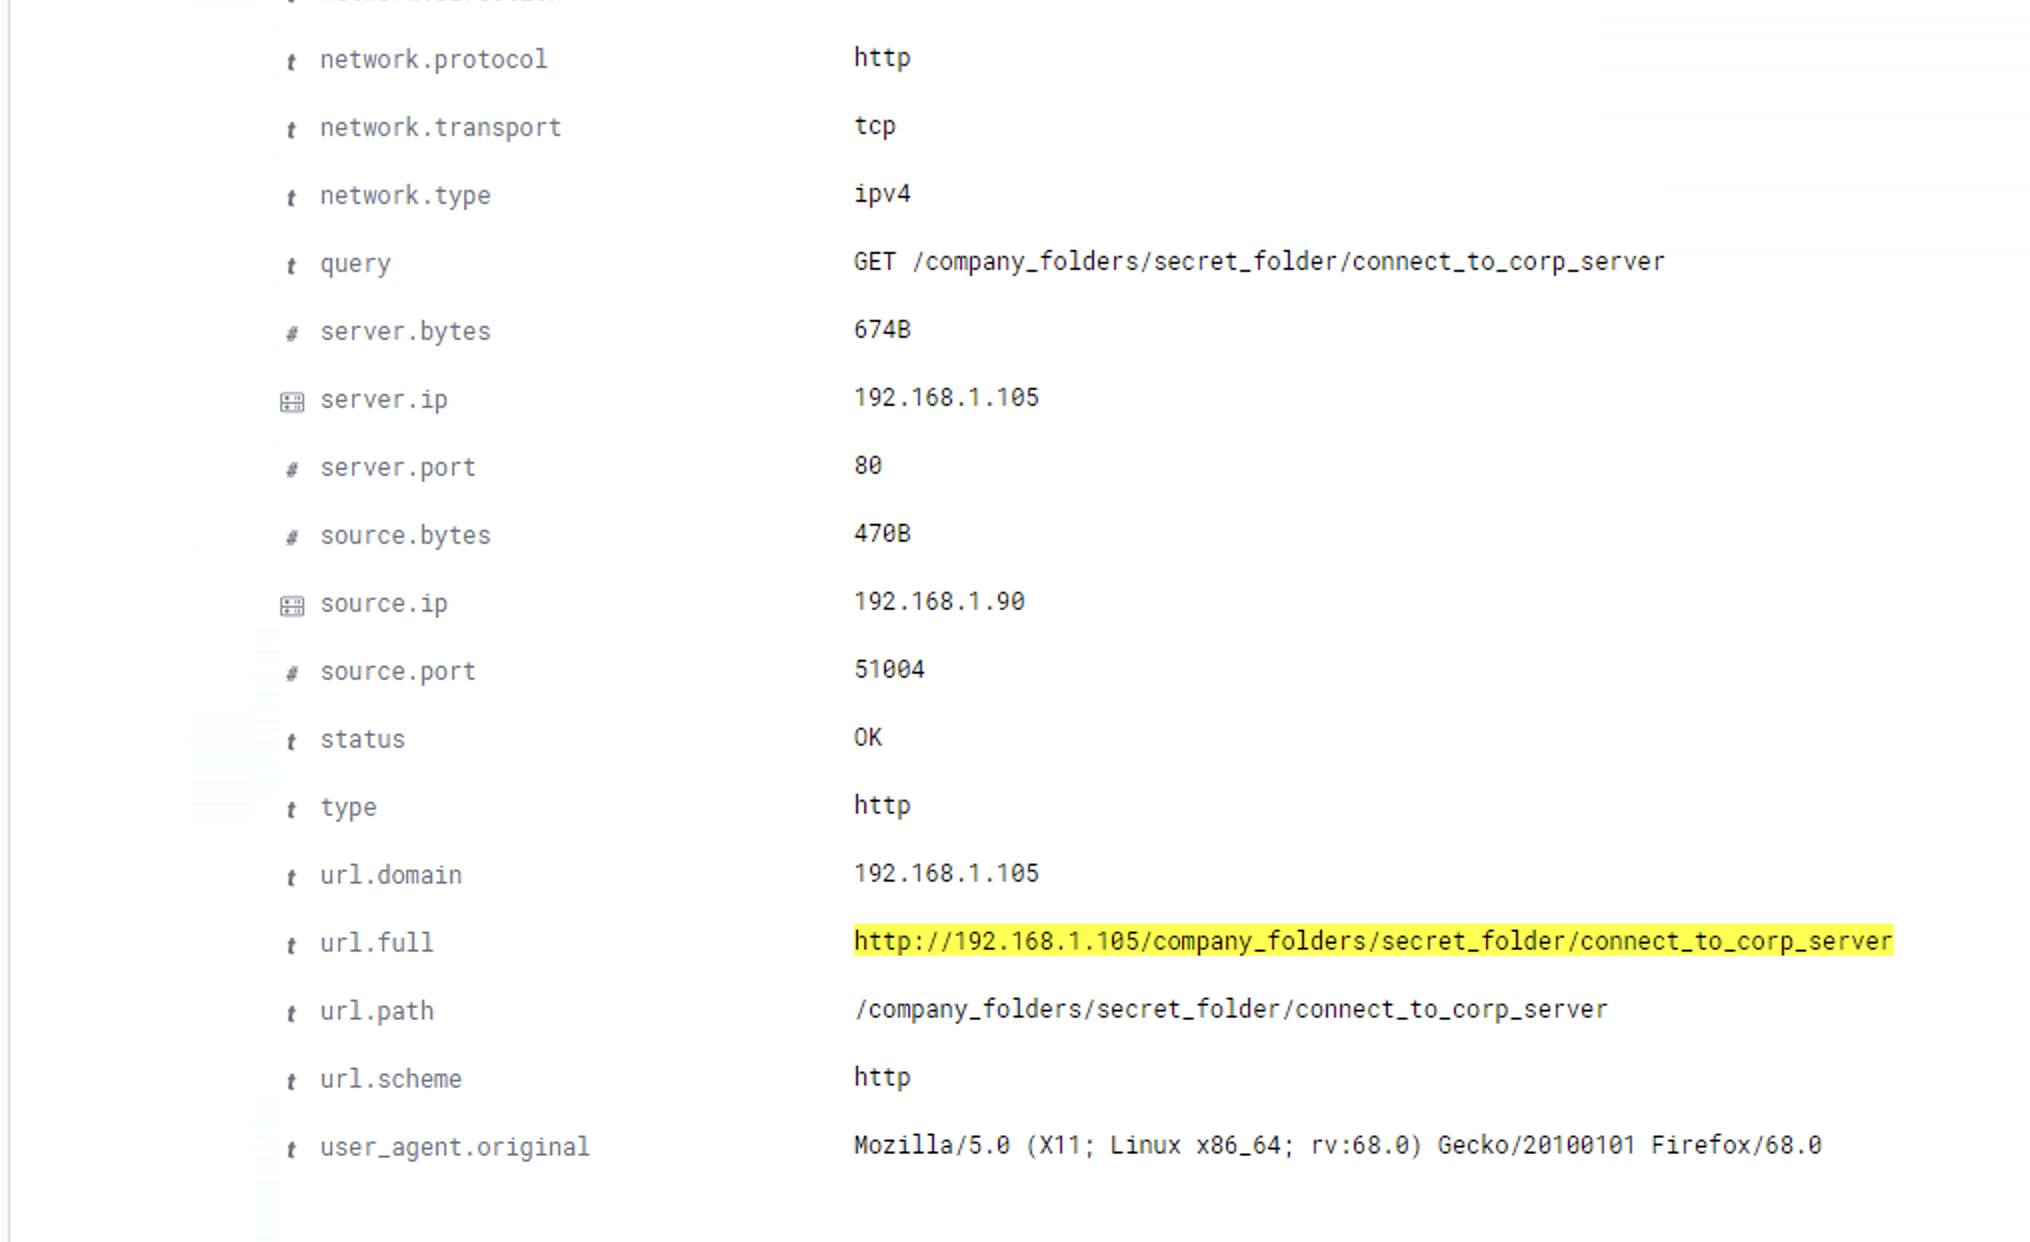 t network.protocol http
t network.transport tcp
t network.type ipv4
t query GET /company_folders/secret_folder/connect_to_corp_server
# server.bytes 674B
server.ip 192.168.1.105
# server.port 80
# source.bytes 470B
source.ip 192.168.1.90
# source.port 51004
t status OK
t type http
t url.domain 192.168.1.105
t url.full http://192.168.1.105/company_folders/secret_folder/connect_to_corp_server
t url.path /company_folders/secret_folder/connect_to_corp_server
t url.scheme http
t user_agent.original Mozilla/5.0 (X11; Linux x86_64; rv:68.0) Gecko/20100101 Firefox/68.0